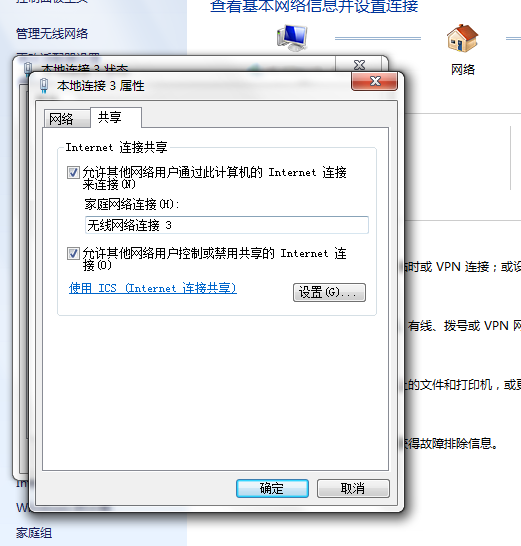 查看基本网络信息并设置连接
管理无线网络
网络
本地连接 3 状态
本地连接 3 属性
网络
共享
Internet 连接共享
允许其他网络用户通过此计算机的 Internet 连接
来连接(N)
家庭网络连接(H):
无线网络连接 3
允许其他网络用户控制或禁用共享的 Internet 连
接(O)
使用 ICS (Internet 连接共享)
设置(G)...
时或 VPN 连接；或设
有线、拨号或 VPN 网
的文件和打印机，或更
得故障排除信息。
确定
取消
家庭组